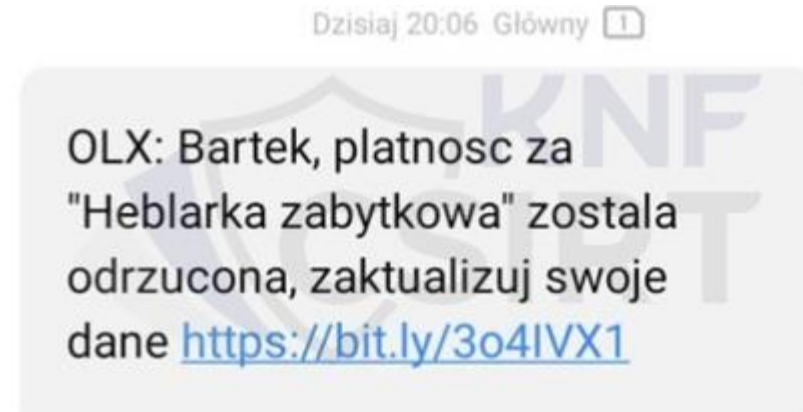 Dzisiaj 20:06 Główny 1
KNF
CSIRT
OLX: Bartek, platnosc za
"Heblarka zabytkowa" zostala
odrzucona, zaktualizuj swoje
dane https://bit.ly/3o4IVX1